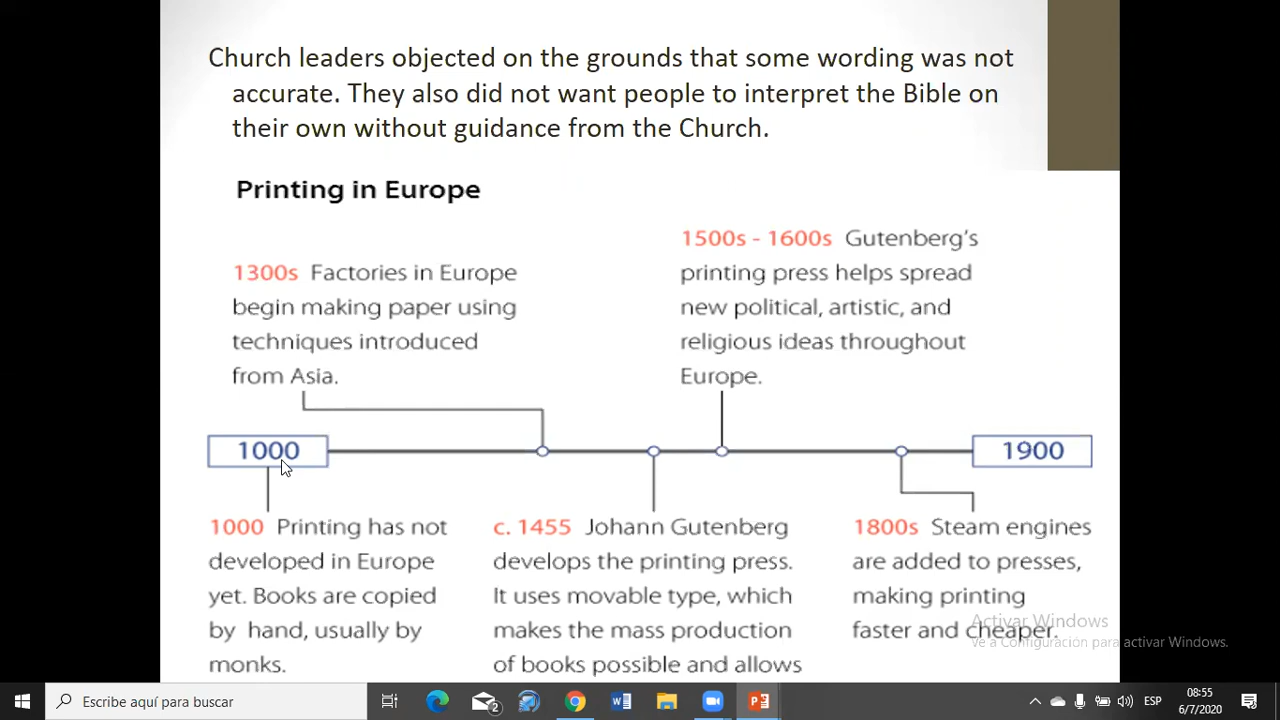 Church leaders objected on the grounds that some wording was not
accurate. They also did not want people to interpret the Bible on
their own without guidance from the Church.
Printing in Europe
1300s Factories in Europe
begin making paper using
techniques introduced
from Asia.
1500s - 1600s Gutenberg's
printing press helps spread
new political, artistic, and
religious ideas throughout
Europe.
1000
1900
1000 Printing has not
developed in Europe
yet. Books are copied
by hand, usually by
monks.
c. 1455 Johann Gutenberg
develops the printing press.
It uses movable type, which
makes the mass production
of books possible and allows
1800s Steam engines
are added to presses,
making printing
faster and cheaper.
Activar Windows
Ve a Configuración para activar Windows.
Escribe aquí para buscar
2
ESP
08:55
6/7/2020